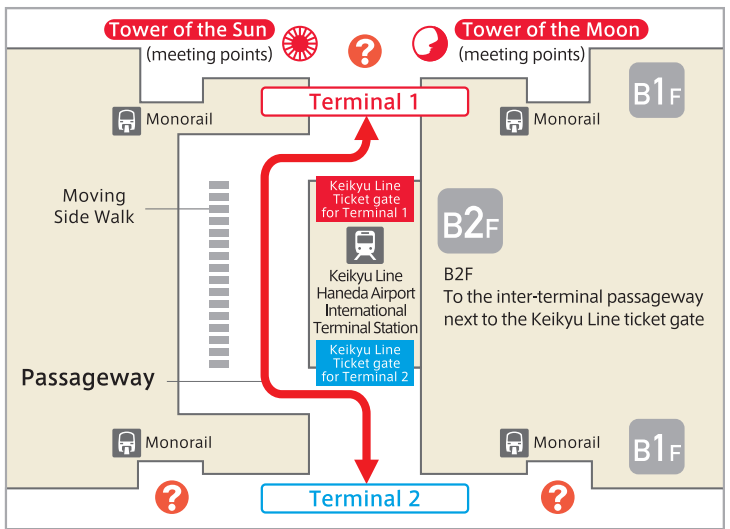 Tower of the Sun
(meeting points)
?
Tower of the Moon
(meeting points)
Terminal 1
B1F
Monorail
Monorail
Moving
Side Walk
Keikyu Line
Ticket gate
for Terminal 1
B2F
Keikyu Line
Haneda Airport
International
Terminal Station
B2F
To the inter-terminal passageway
next to the Keikyu Line ticket gate
Keikyu Line
Ticket gate
for Terminal 2
Passageway
Monorail
Monorail
B1F
?
Terminal 2
?